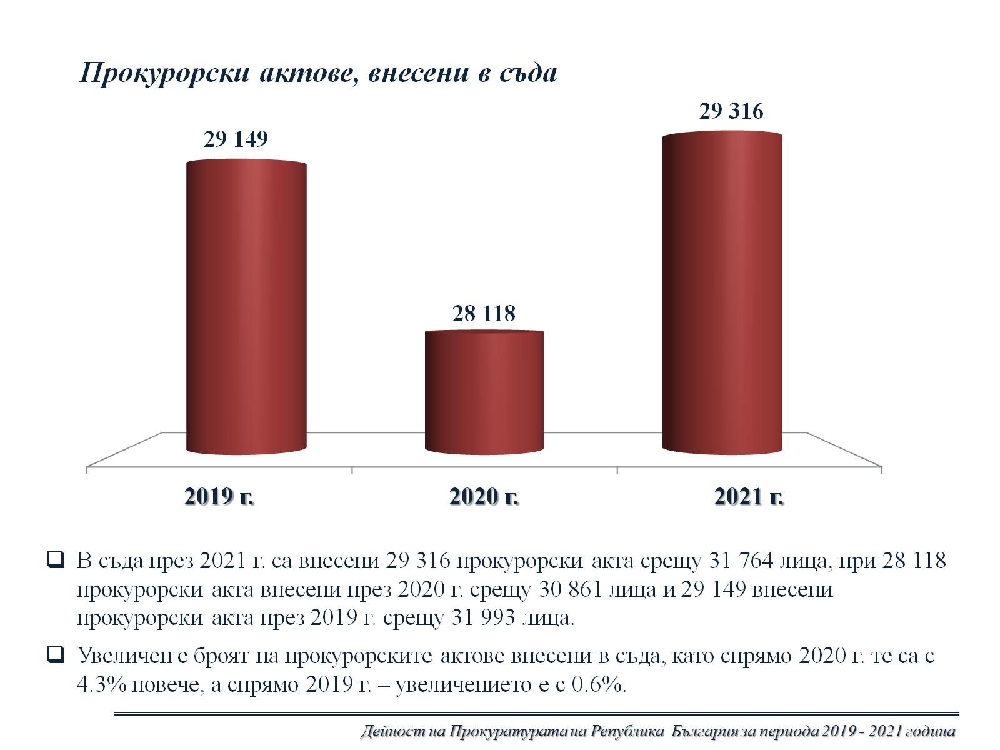 Прокурорски актове, внесени в съда
29 316
29 149
28 118
2019 г.
2020 г.
2021 г.
В съда през 2021 г. са внесени 29 316 прокурорски акта срещу 31 764 лица, при 28 118
прокурорски акта внесени през 2020 г. срещу 30 861 лица и 29 149 внесени
прокурорски акта през 2019 г. срещу 31 993 лица.
Увеличен е броят на прокурорските актове внесени в съда, като спрямо 2020 г. те са с
4.3% повече, а спрямо 2019 г. – увеличението е с 0.6%.
Дейност на Прокуратурата на Република България за периода 2019 - 2021 година